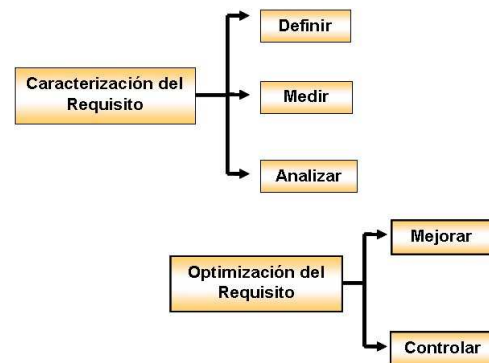 Definir
Caracterización del
Requisito
Medir
Analizar
Mejorar
Optimización del
Requisito
Controlar